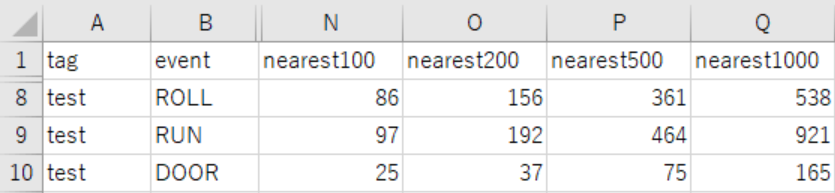 A B N O P Q
1 tag event nearest100 nearest200 nearest500 nearest1000
8 test ROLL 86 156 361 538
9 test RUN 97 192 464 921
10 test DOOR 25 37 75 165